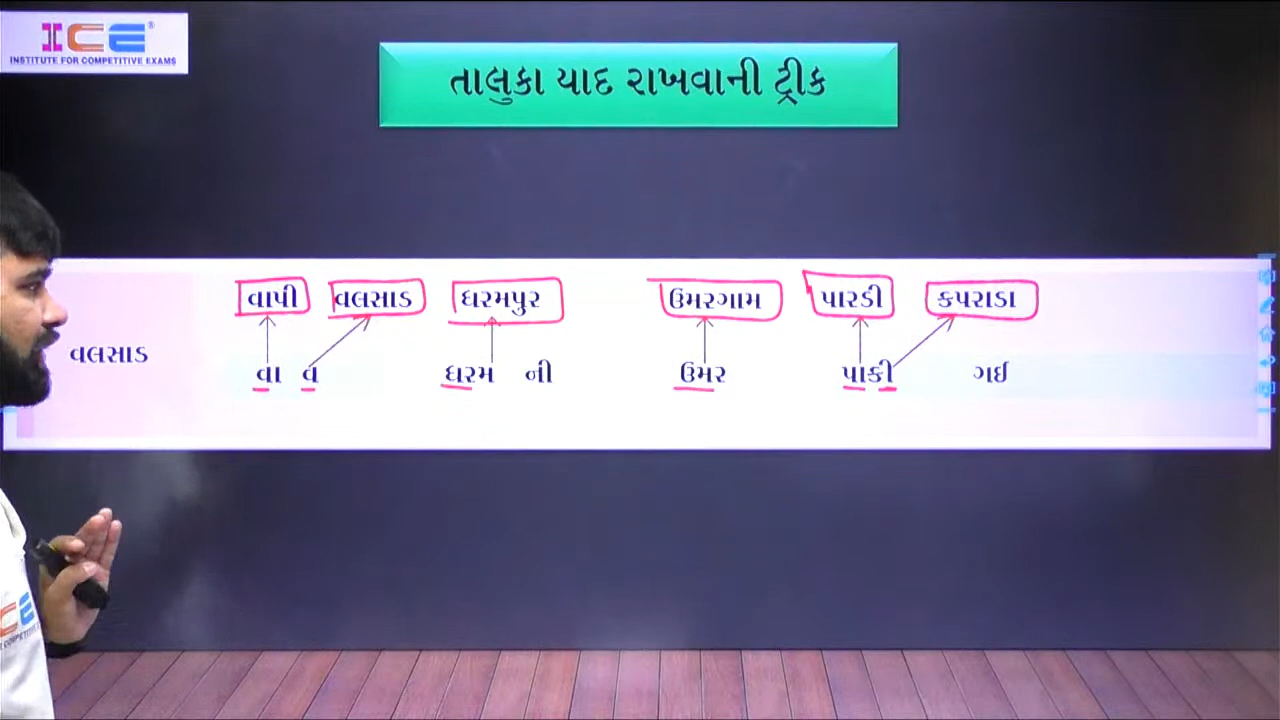 ICE®
INSTITUTE FOR COMPETITIVE EXAMS
તાલુકા યાદ રાખવાની ટ્રીક
વાપી વલસાડ ધરમપુર ઉમરગામ પારડી કપરાડા
વલસાડ
વા વ ધરમ ની ઉમર પાકી ગઈ